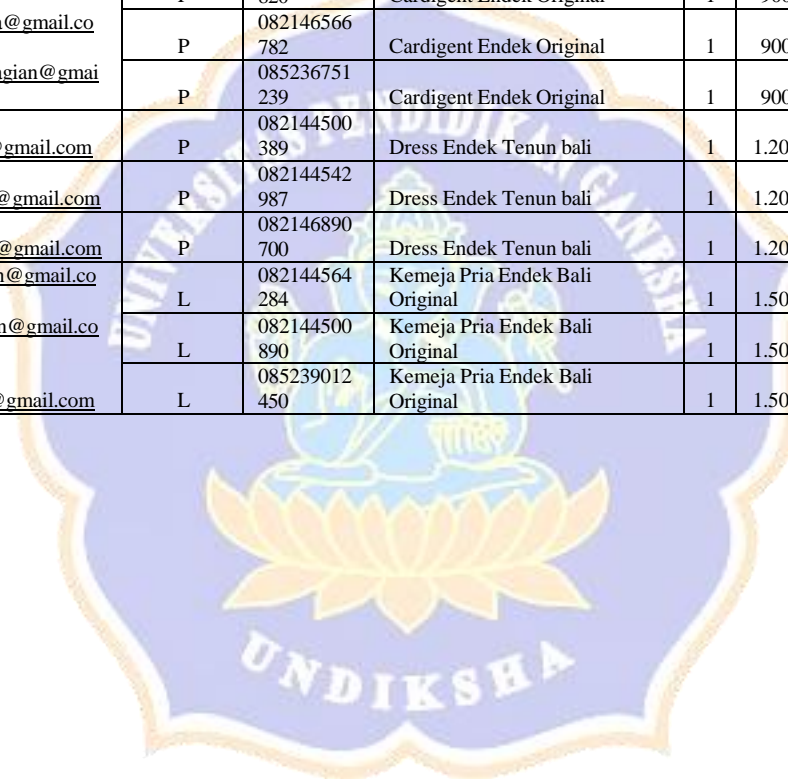 @gmail.co
P 082146566
782 Cardigent Endek Original 1 900
agian@gmai
P 085236751
239 Cardigent Endek Original 1 900
@gmail.com P 082144500
389 Dress Endek Tenun bali 1 1.20
@gmail.com P 082144542
987 Dress Endek Tenun bali 1 1.20
@gmail.com P 082146890
700 Dress Endek Tenun bali 1 1.20
n@gmail.co
L 082144564
284 Kemeja Pria Endek Bali
Original 1 1.50
n@gmail.co
L 082144500
890 Kemeja Pria Endek Bali
Original 1 1.50
@gmail.com L 085239012
450 Kemeja Pria Endek Bali
Original 1 1.50
UNIVERSITAS PENDIDIKAN GANESHA
UNDIKSHA